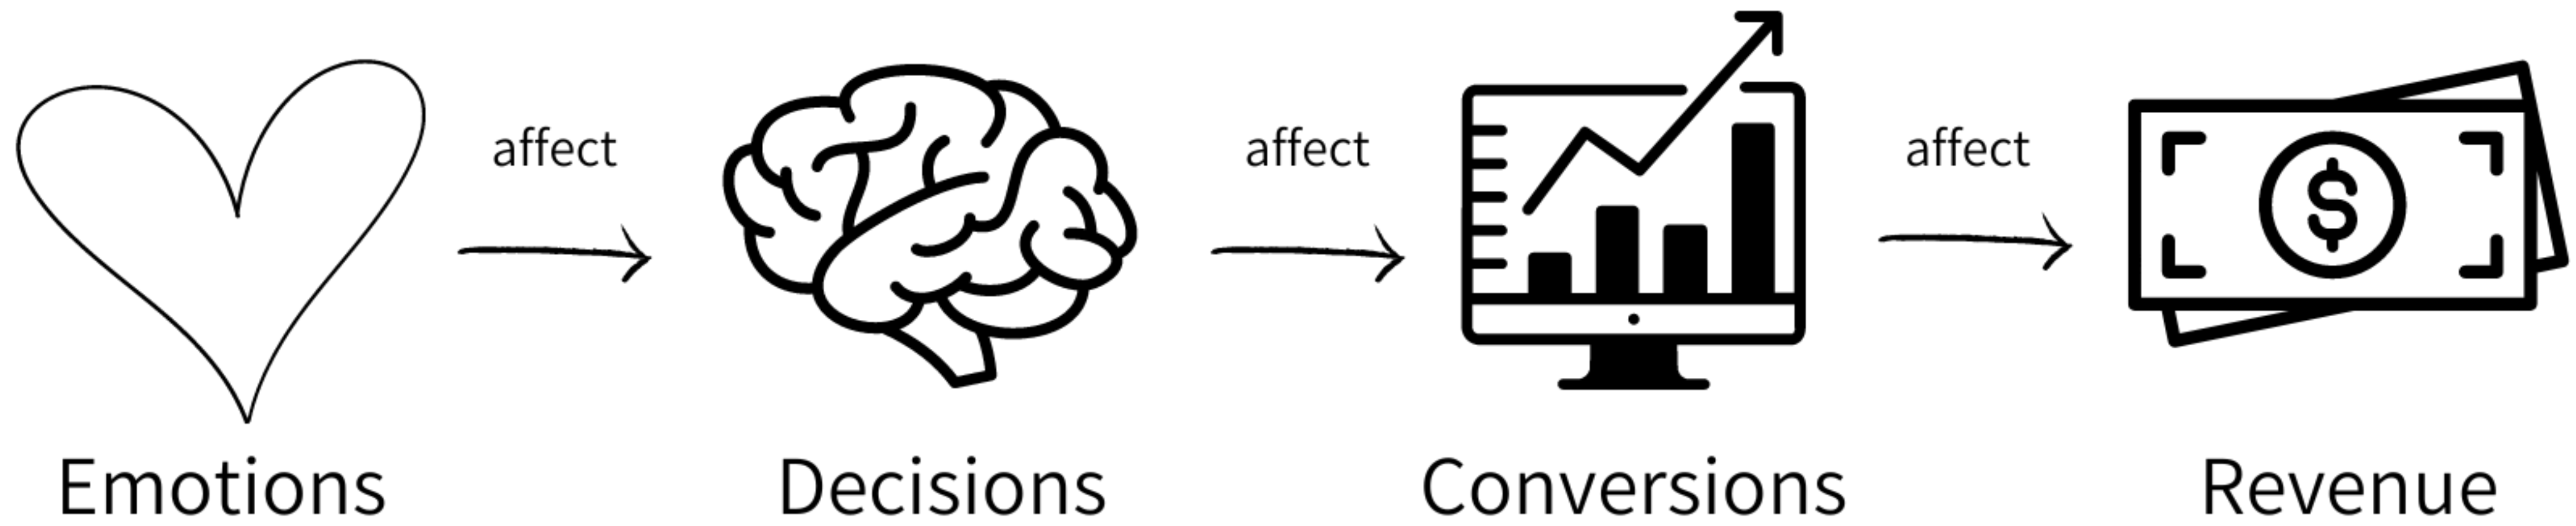 affect
affect
affect
$
Emotions
Decisions
Conversions
Revenue